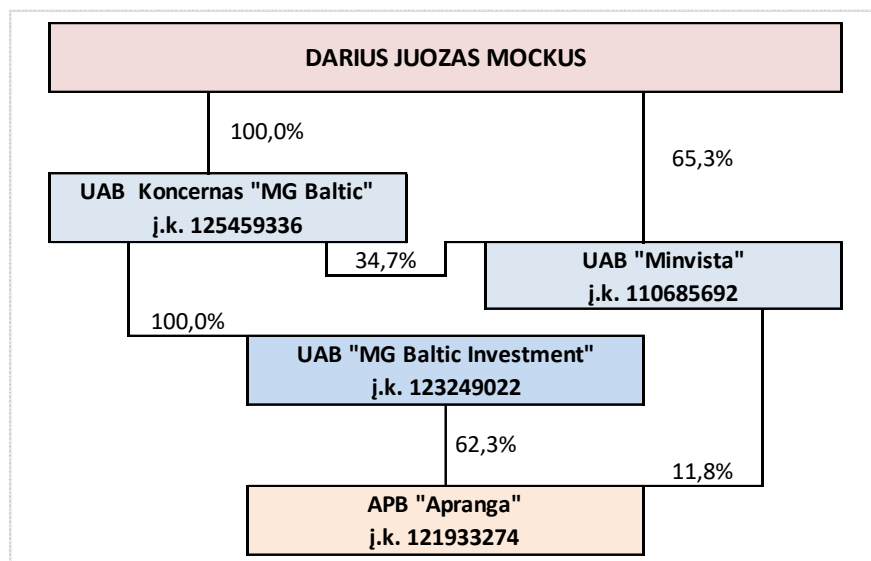 DARIUS JUOZAS MOCKUS
100,0%
65,3%
UAB Koncernas "MG Baltic"
į.k. 125459336
34,7%
UAB "Minvista"
į.k. 110685692
100,0%
UAB "MG Baltic Investment"
į.k. 123249022
62,3%
11,8%
APB "Apranga"
į.k. 121933274